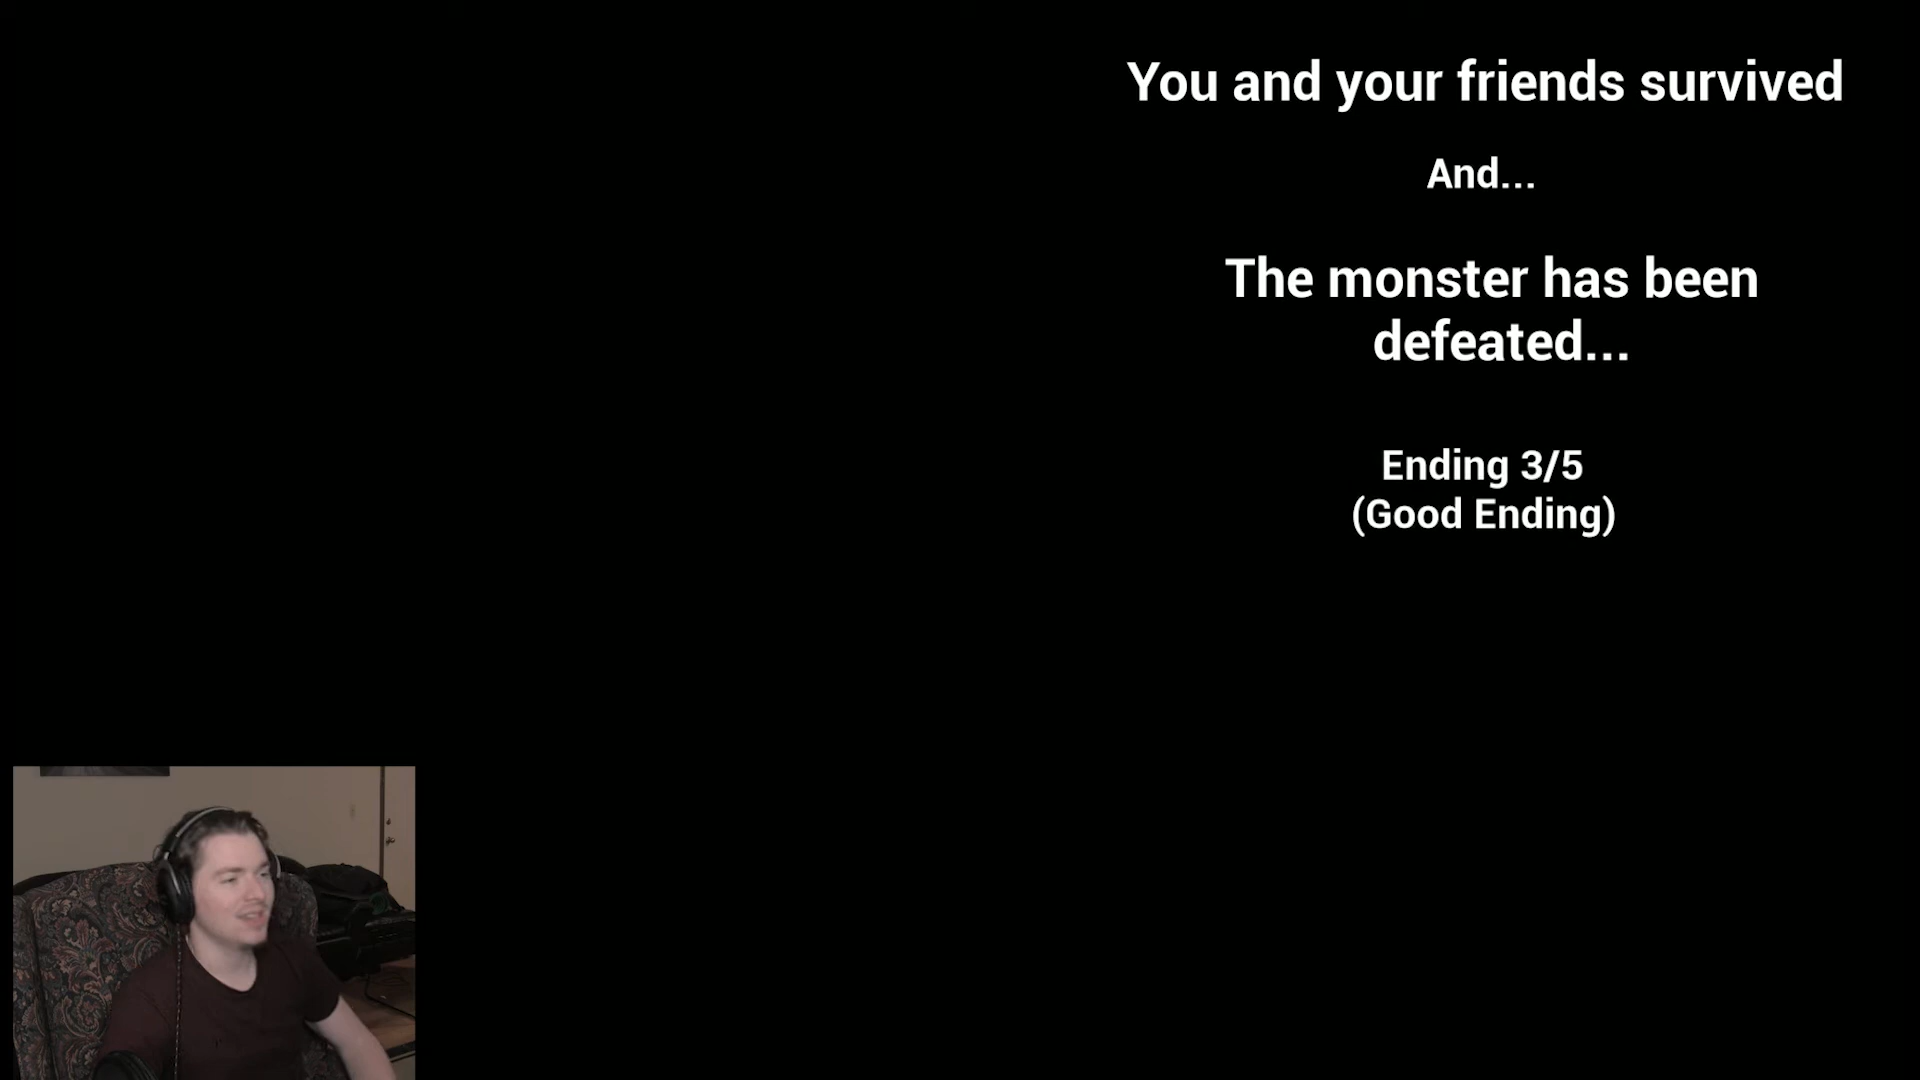 You and your friends survived
And...
The monster has been
defeated...
Ending 3/5
(Good Ending)